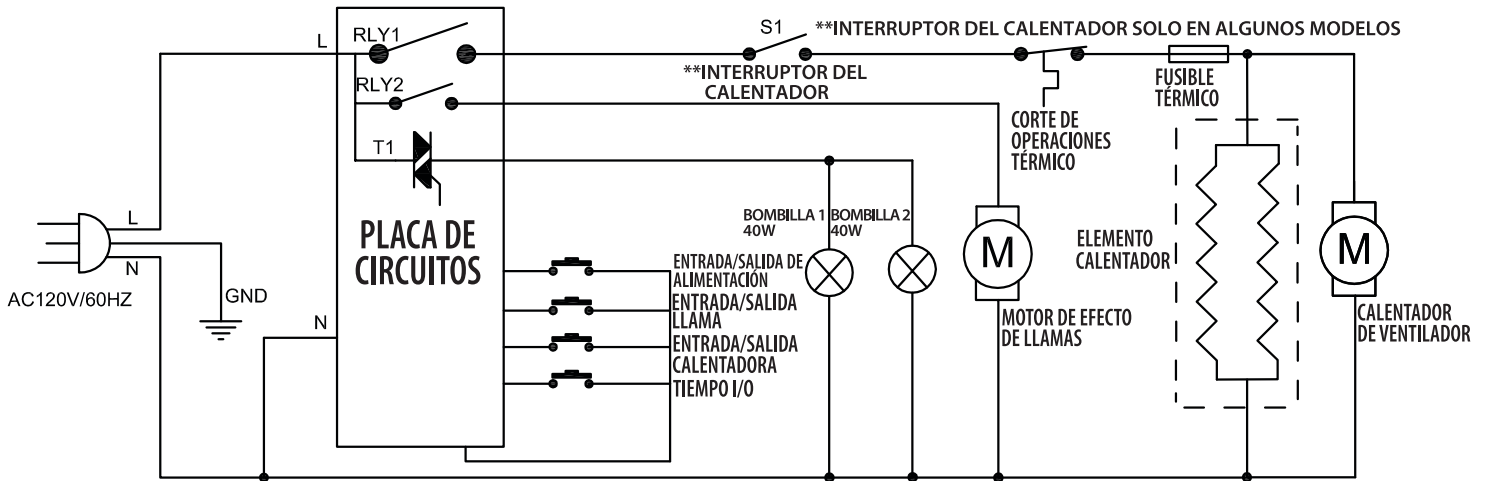 S1
**INTERRUPTOR DEL CALENTADOR SOLO EN ALGUNOS MODELOS
L
RLY1
**INTERRUPTOR DEL
CALENTADOR
RLY2
FUSIBLE
TÉRMICO
CORTE DE
OPERACIONES
TÉRMICO
T1
L
N
AC120V/60HZ
GND
N
PLACA DE
CIRCUITOS
BOMBILLA 1
40W
BOMBILLA 2
40W
M
MOTOR DE EFECTO
DE LLAMAS
ELEMENTO
CALENTADOR
M
CALENTADOR
DE VENTILADOR
ENTRADA/SALIDA DE
ALIMENTACIÓN
ENTRADA/SALIDA
LLAMA
ENTRADA/SALIDA
CALENTADORA
TIEMPO I/O